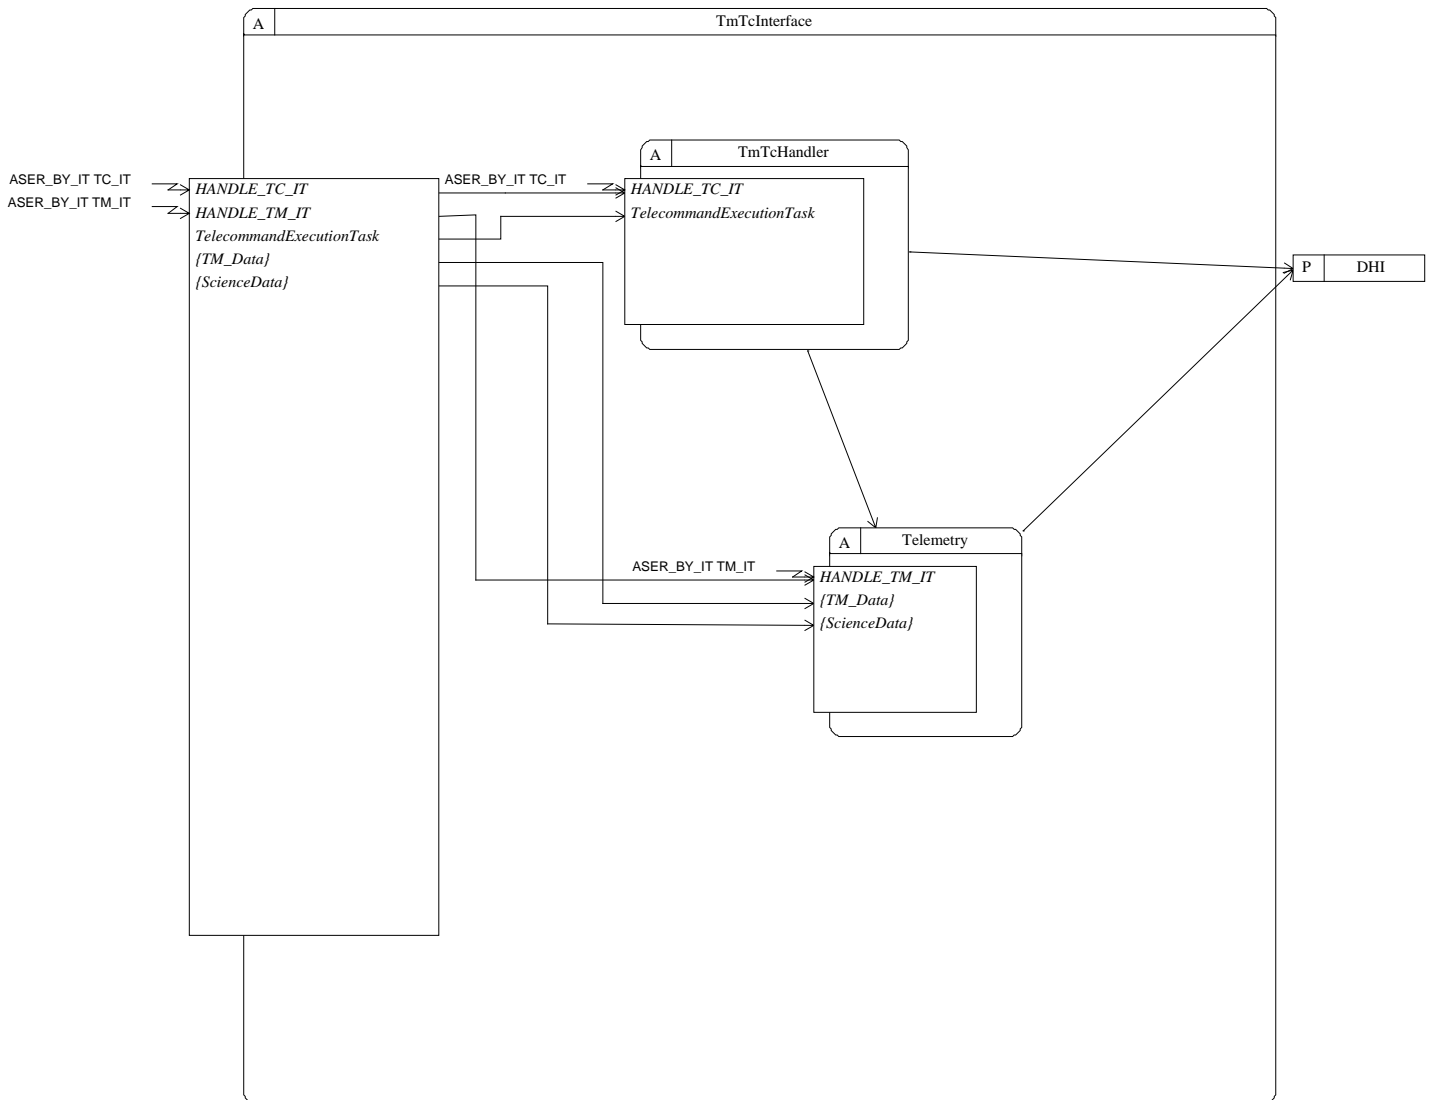 A TmTcInterface
A TmTcHandler
ASER_BY_IT TC_IT
ASER_BY_IT TM_IT
HANDLE_TC_IT
HANDLE_TM_IT
TelecommandExecutionTask
{TM_Data}
{ScienceData}
ASER_BY_IT TC_IT
HANDLE_TC_IT
TelecommandExecutionTask
P DHI
A Telemetry
ASER_BY_IT TM_IT
HANDLE_TM_IT
{TM_Data}
{ScienceData}